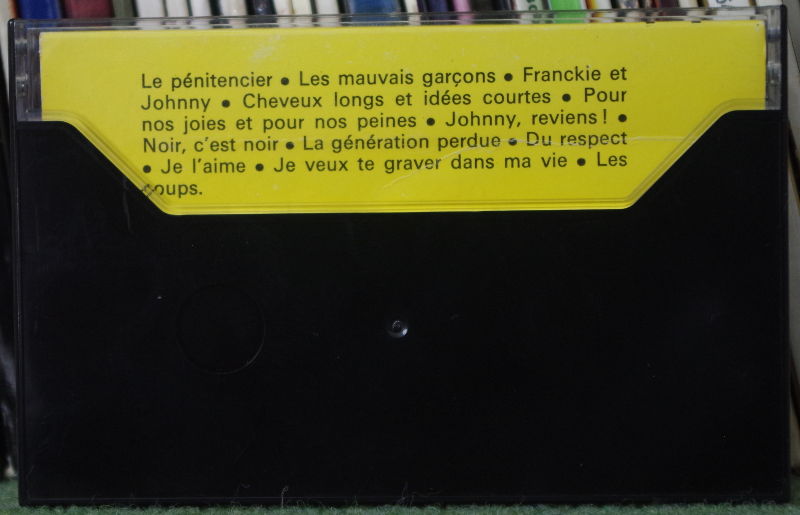 Le pénitencier ● Les mauvais garçons ● Franckie et
Johnny ● Cheveux longs et idées courtes ● Pour
nos joies et pour nos peines ● Johnny, reviens ! ●
Noir, c'est noir ● La génération perdue ● Du respect
● Je l'aime ● Je veux te graver dans ma vie ● Les
coups.